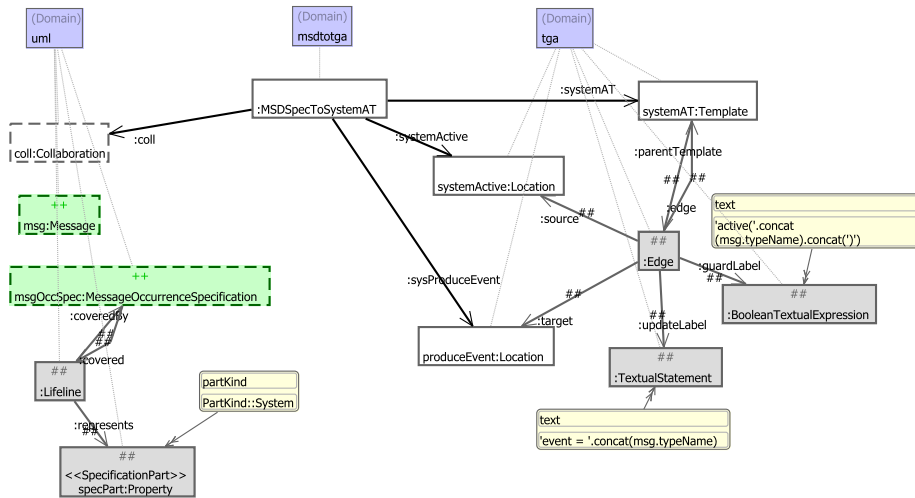 (Domain)
uml
(Domain)
msdtotga
(Domain)
tga
:MSDSpecToSystemAT
:systemAT
systemAT:Template
:coll
coll:Collaboration
:systemActive
:parentTemplate
systemActive:Location
##
##
++
msg:Message
:source
##
:edge
text
'active('.concat
(msg.typeName).concat(')')
##
:Edge
++
msgOccSpec:MessageOccurrenceSpecification
:sysProduceEvent
:guardLabel
##
##
##
:BooleanTextualExpression
:coveredBy
##
##
:covered
:target
##
:updateLabel
produceEvent:Location
##
:Lifeline
##
:TextualStatement
partKind
PartKind::System
:represents
##
text
'event = '.concat(msg.typeName)
##
<<SpecificationPart>>
specPart:Property